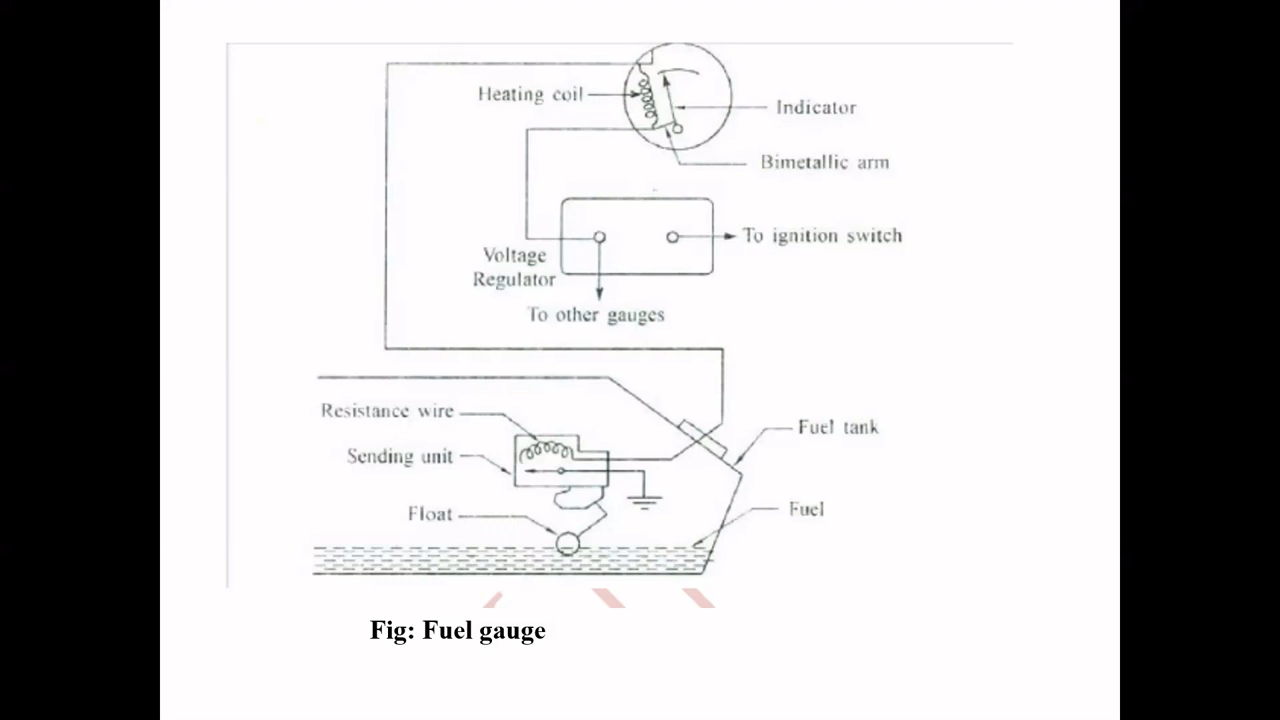 Heating coil
Indicator
Bimetallic arm
To ignition switch
Voltage
Regulator
To other gauges
Resistance wire
Fuel tank
Sending unit
Float
Fuel
Fig: Fuel gauge